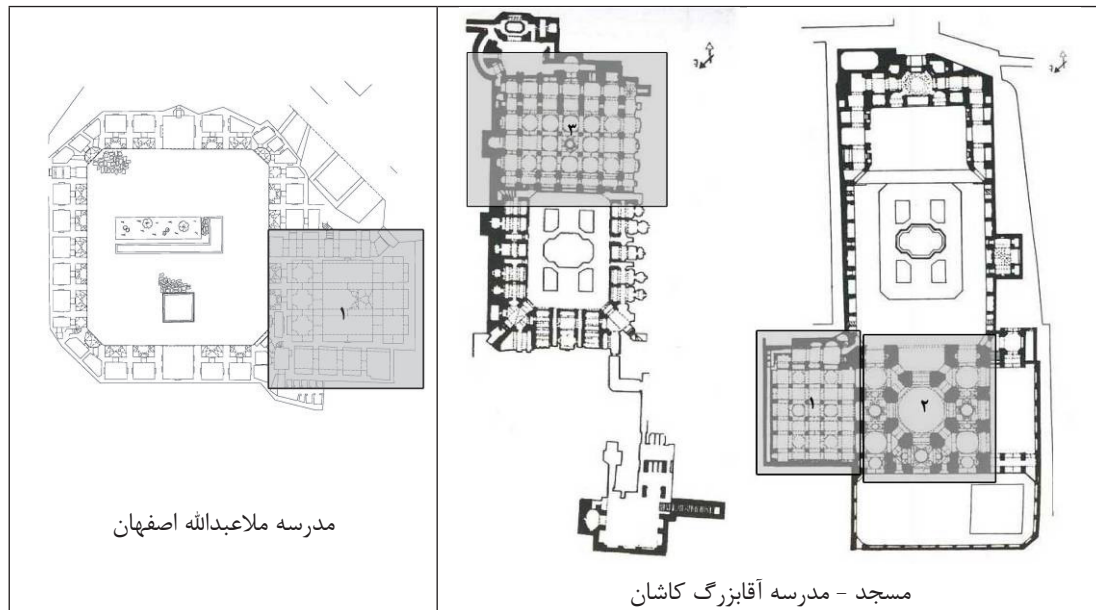 ۳
۱
۱
۲
مدرسه ملاعبدالله اصفهان
مسجد - مدرسه آقابزرگ کاشان